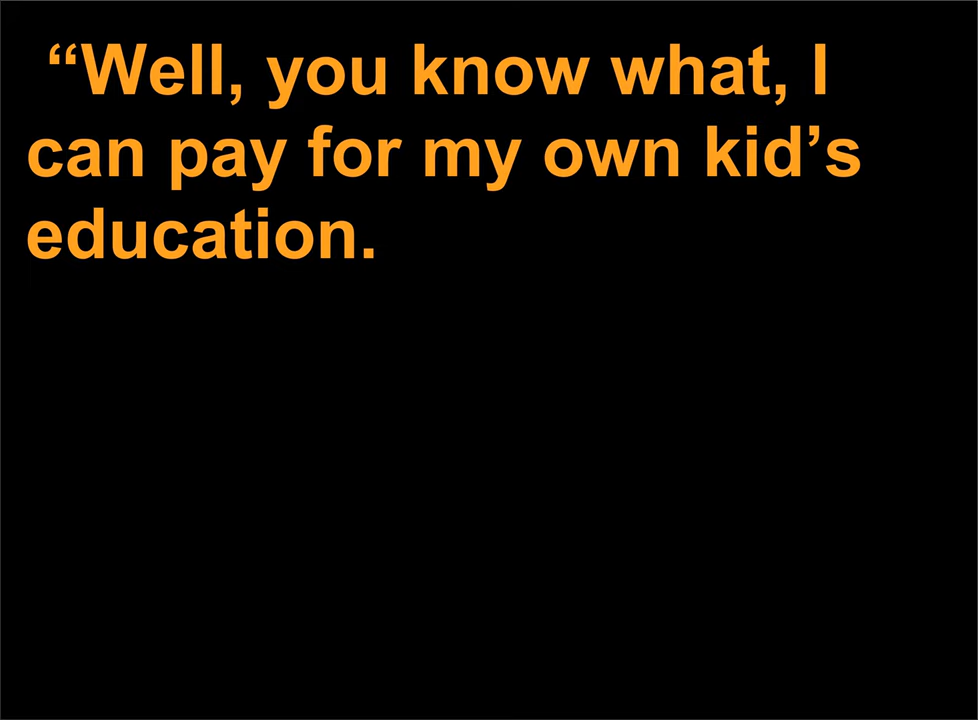 “Well, you know what, I
can pay for my own kid’s
education.